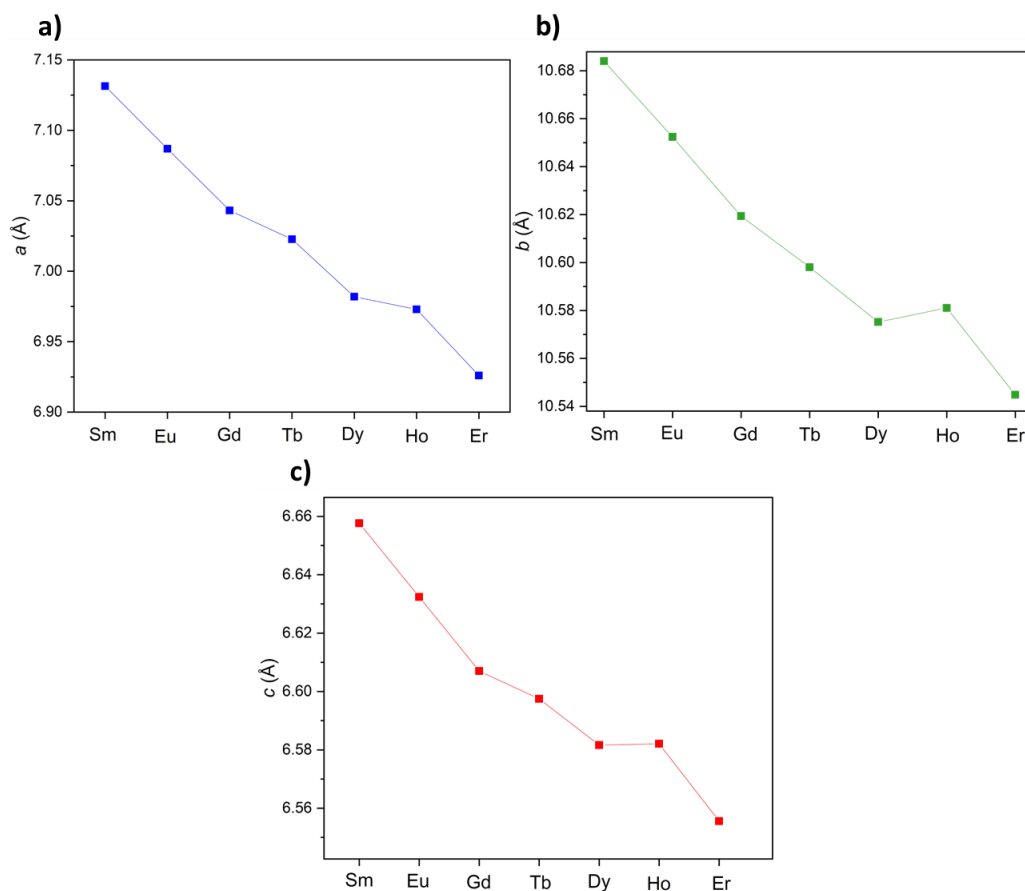 a)
7.15
7.10
7.05
7.00
6.95
6.90
a (Å)
Sm Eu Gd Tb Dy Ho Er
b)
10.68
10.66
10.64
10.62
10.60
10.58
10.56
10.54
b (Å)
Sm Eu Gd Tb Dy Ho Er
c)
6.66
6.64
6.62
6.60
6.58
6.56
c (Å)
Sm Eu Gd Tb Dy Ho Er